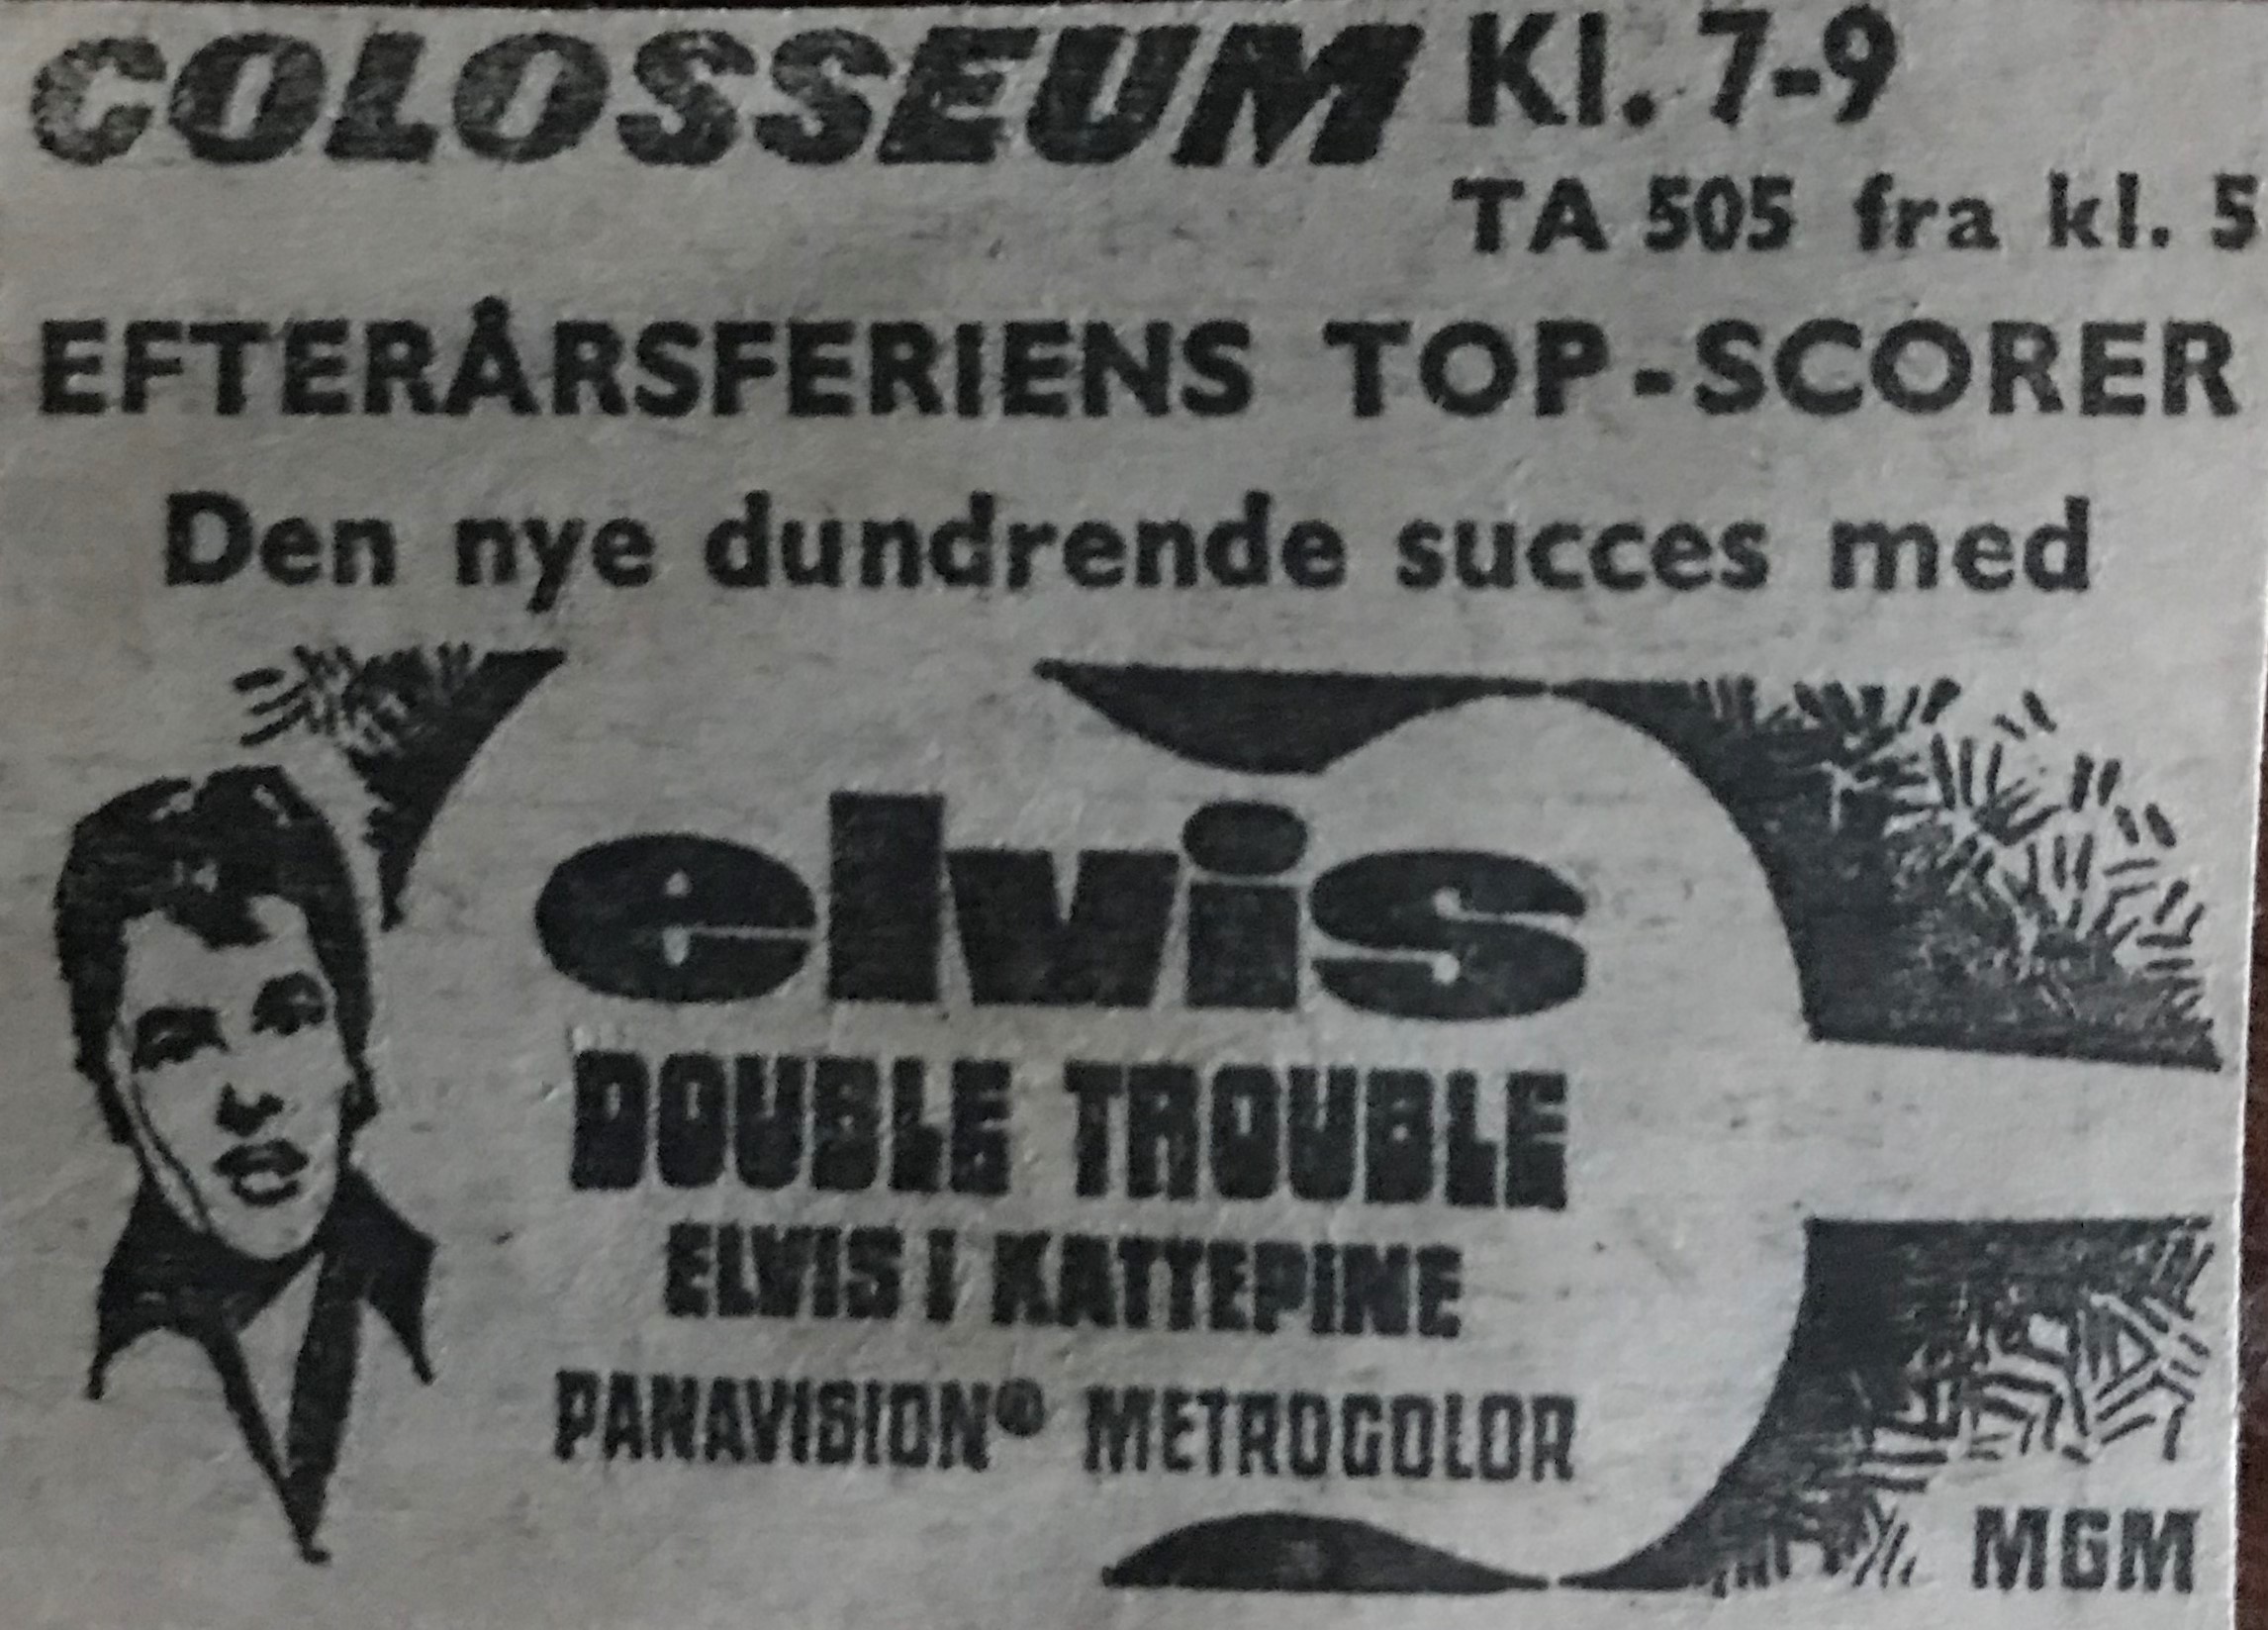 COLOSSEUM Kl. 7-9
TA 505 fra kl. 5
EFTERÅRSFERIENS TOP-SCORER
Den nye dundrende succes med
elvis
DOUBLE TROUBLE
ELVIS I KATTEPINE
PANAVISION® METROCOLOR
MGM